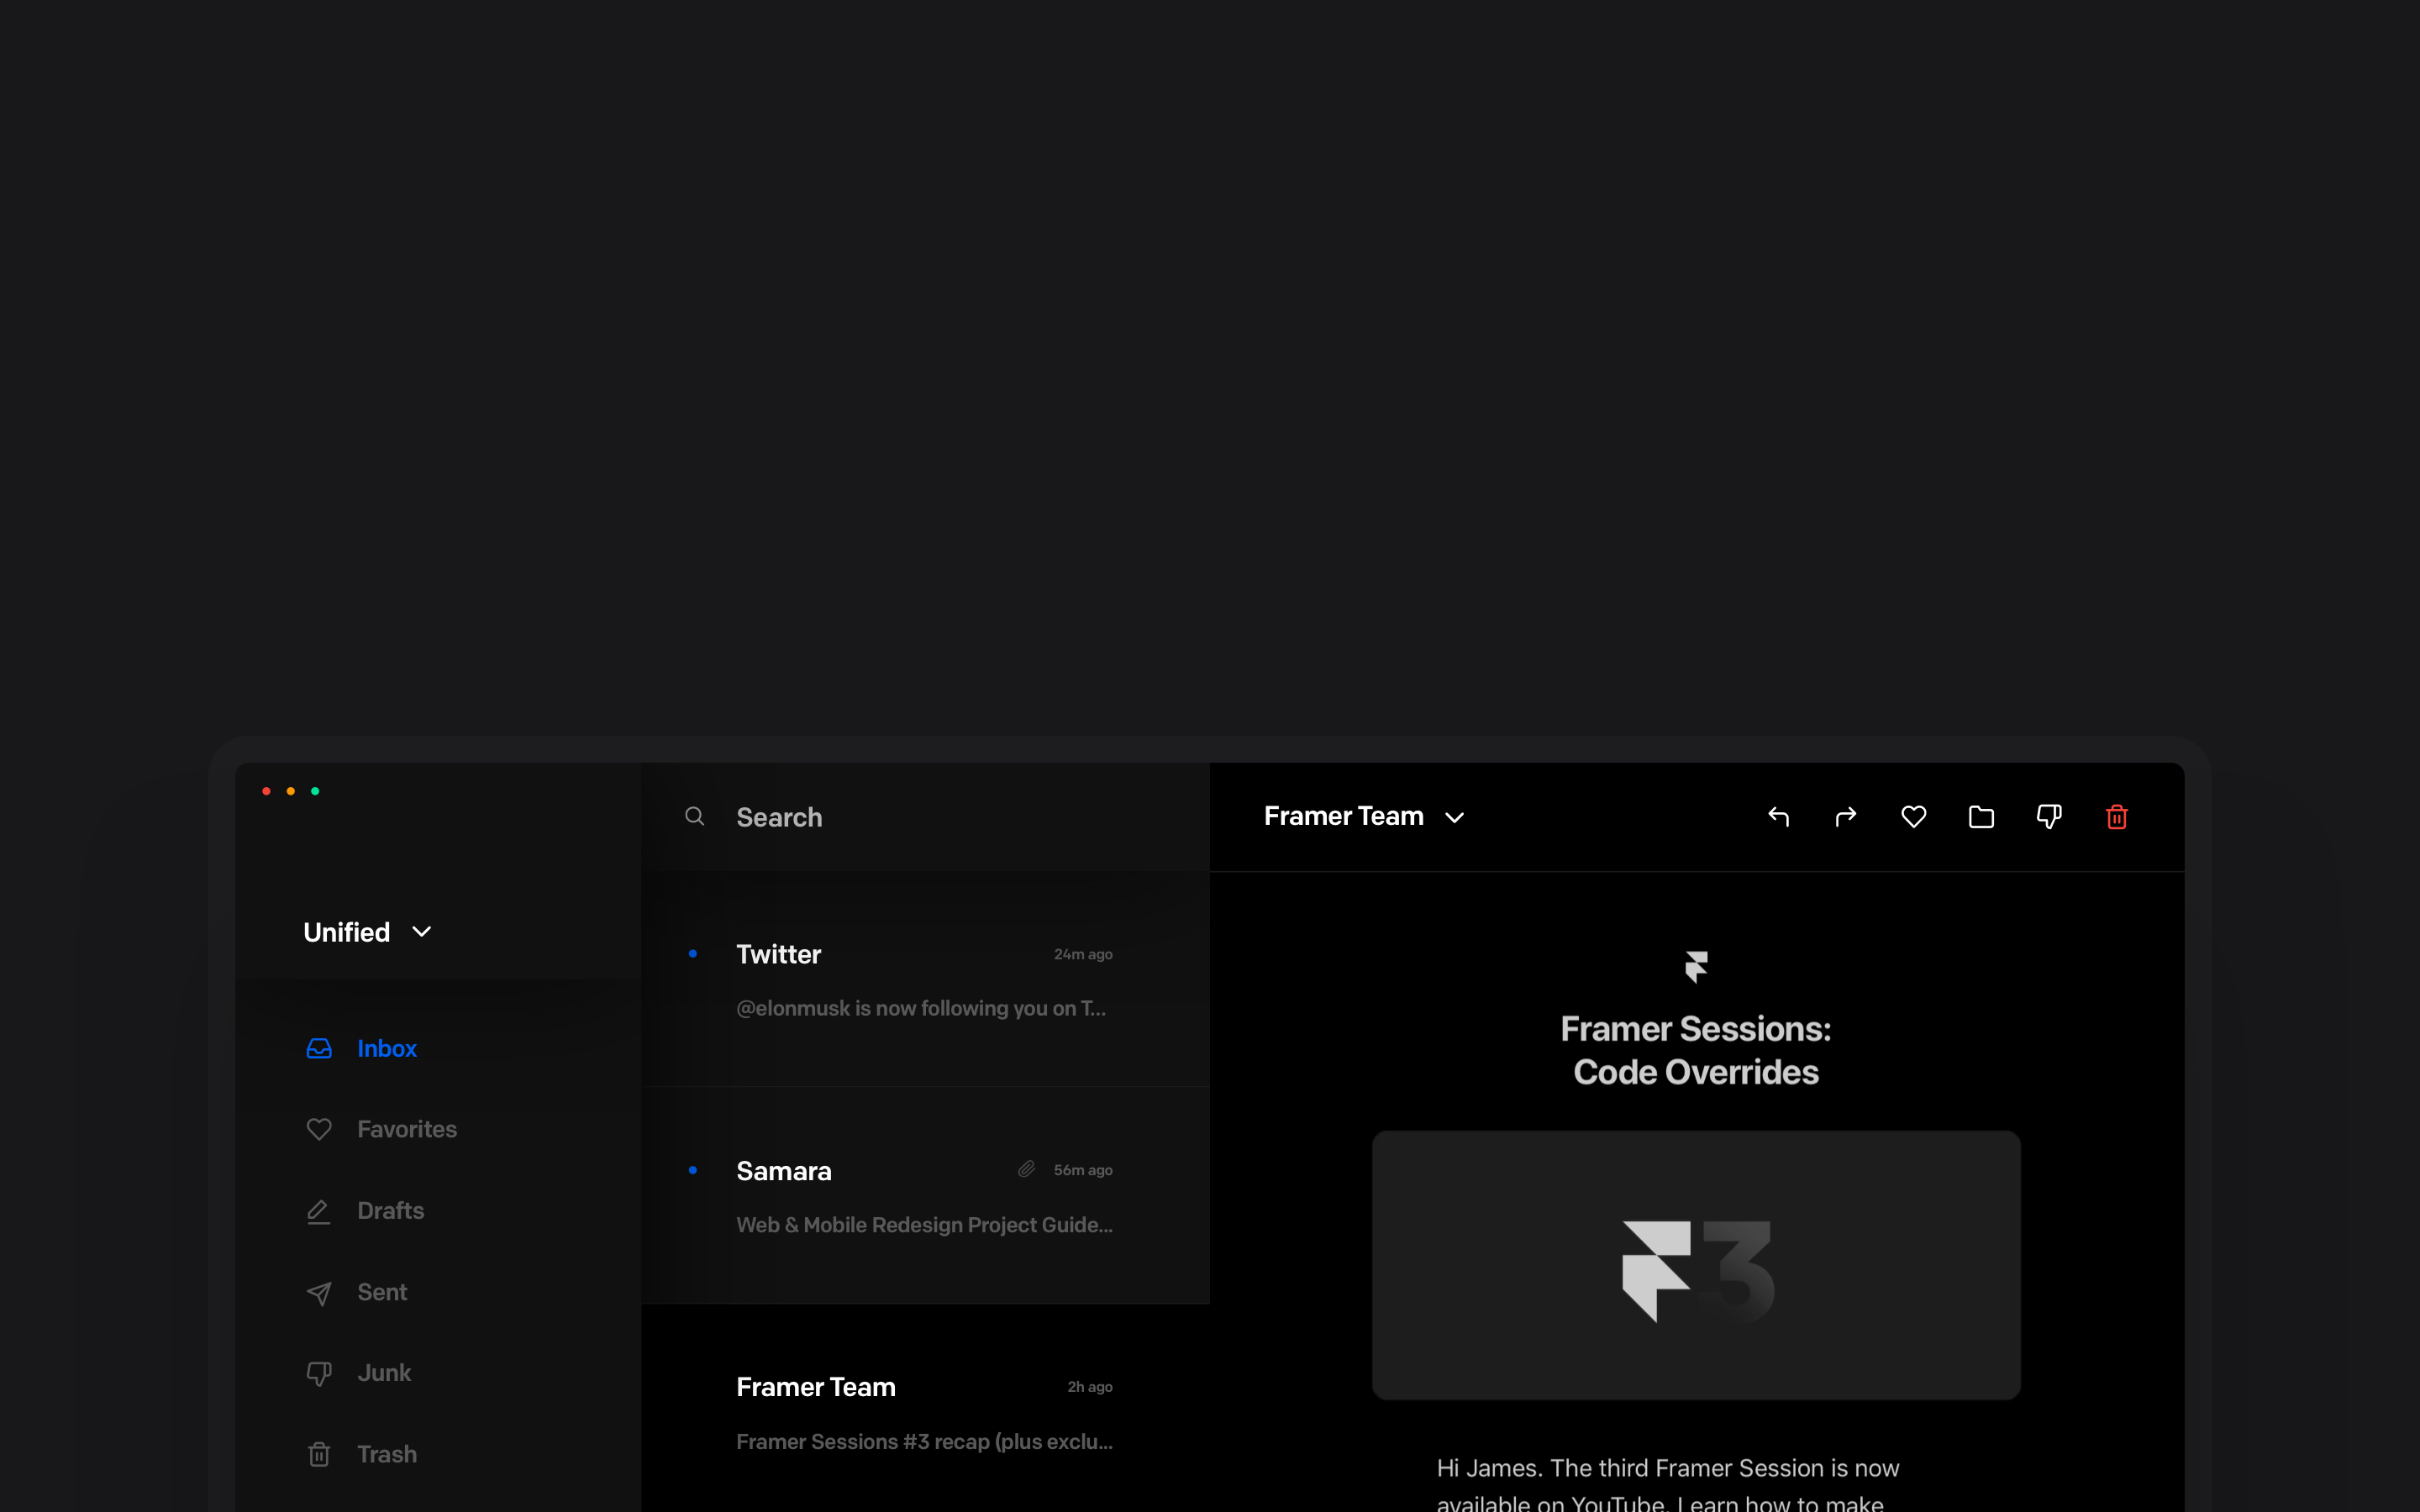 Unified
Inbox
Favorites
Drafts
Sent
Junk
Trash
Search
Twitter
24m ago
@elonmusk is now following you on T...
Samara
56m ago
Web & Mobile Redesign Project Guide...
Framer Team
2h ago
Framer Sessions #3 recap (plus exclu...
Framer Team
Framer Sessions:
Code Overrides
3
Hi James. The third Framer Session is now
available on YouTube. Learn how to make